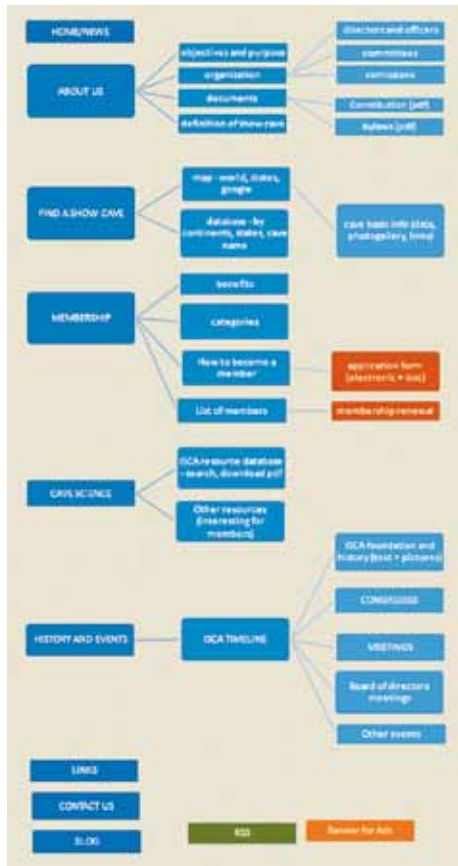 HOME/NEWS
ABOUT US
objectives and purpose
organization
documents
definition of show cave
directors and officers
committees
comissions
Constitution (pdf)
Bylaws (pdf)
FIND A SHOW CAVE
map - world, states,
google
database - by
continents, states, cave
name
cave basic info (data,
photogallery, links)
MEMBERSHIP
benefits
categories
How to become a
member
List of members
application form
(electronic + doc)
membership renewal
CAVE SCIENCE
ISCA resource database
- search, download pdf
Other resources
(interesting for
members)
HISTORY AND EVENTS
ISCA TIMELINE
ISCA foundation and
history (text + pictures)
CONGRESSES
MEETINGS
Board of directors
meetings
Other events
LINKS
CONTACT US
BLOG
RSS
Banner for Ads